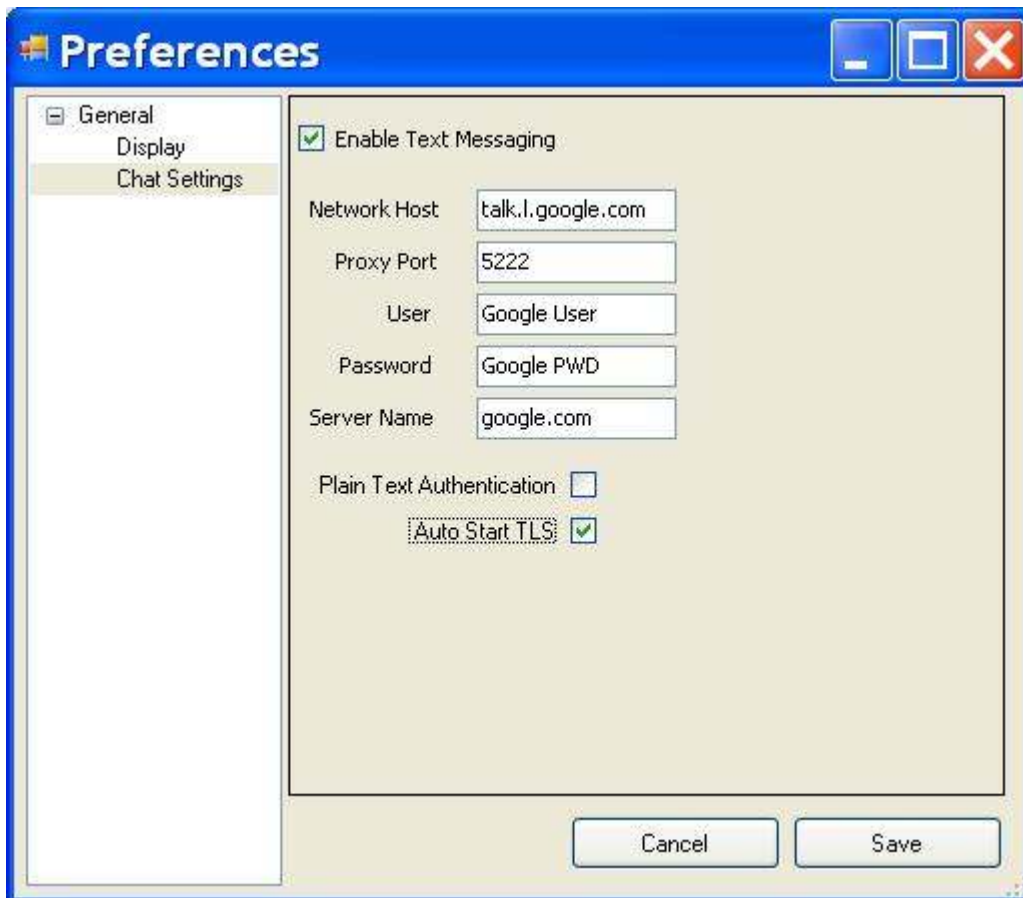 Preferences
General
Display
Chat Settings
Enable Text Messaging
Network Host talk.l.google.com
Proxy Port 5222
User Google User
Password Google PWD
Server Name google.com
Plain Text Authentication
Auto Start TLS
Cancel Save